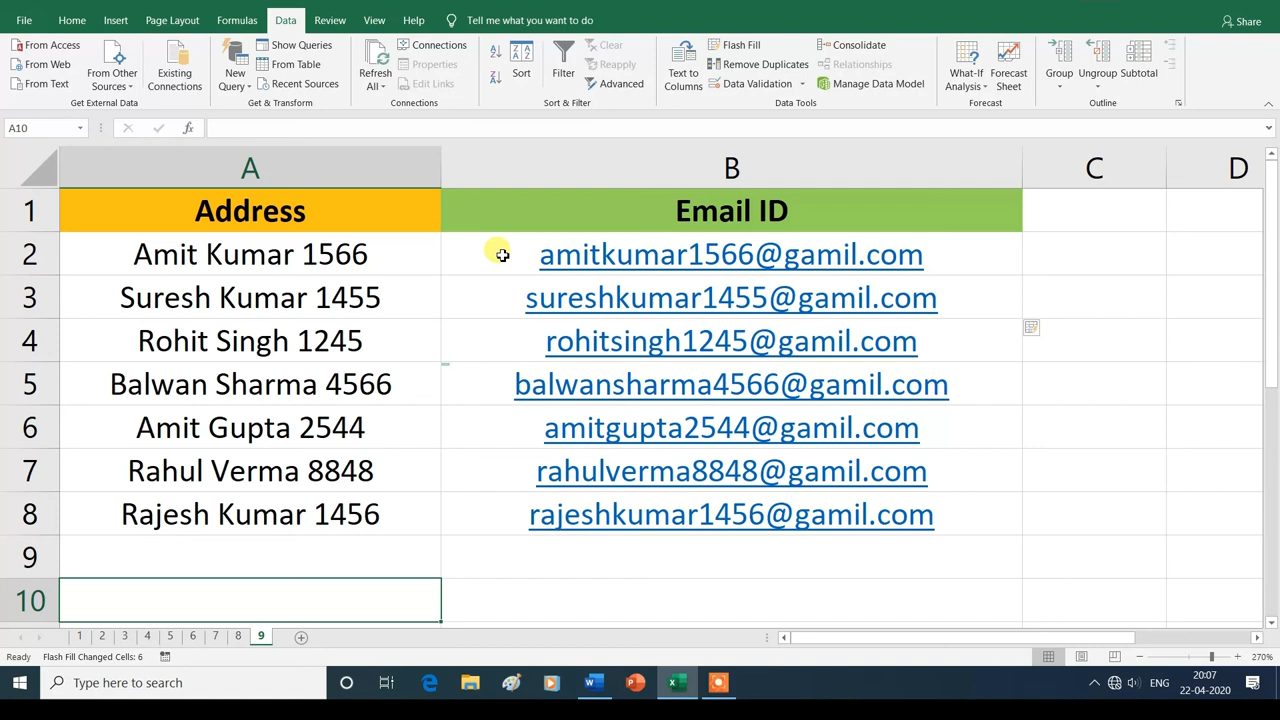 File Home Insert Page Layout Formulas Data Review View Help Tell me what you want to do Share
From Access
From Web
From Text
From Other Sources
Existing Connections
Get External Data
New Query
Show Queries
From Table
Recent Sources
Get & Transform
Refresh All
Connections
Properties
Edit Links
Connections
Sort
Filter
Clear
Reapply
Advanced
Sort & Filter
Text to Columns
Flash Fill
Remove Duplicates
Data Validation
Consolidate
Relationships
Manage Data Model
Data Tools
What-If Analysis
Forecast Sheet
Forecast
Group
Ungroup
Subtotal
Outline
A10 fx
A B C D
1 Address Email ID
2 Amit Kumar 1566 amitkumar1566@gamil.com
3 Suresh Kumar 1455 sureshkumar1455@gamil.com
4 Rohit Singh 1245 rohitsingh1245@gamil.com
5 Balwan Sharma 4566 balwansharma4566@gamil.com
6 Amit Gupta 2544 amitgupta2544@gamil.com
7 Rahul Verma 8848 rahulverma8848@gamil.com
8 Rajesh Kumar 1456 rajeshkumar1456@gamil.com
9
10
1 2 3 4 5 6 7 8 9
Ready Flash Fill Changed Cells: 6 270%
Type here to search ENG 20:07
22-04-2020